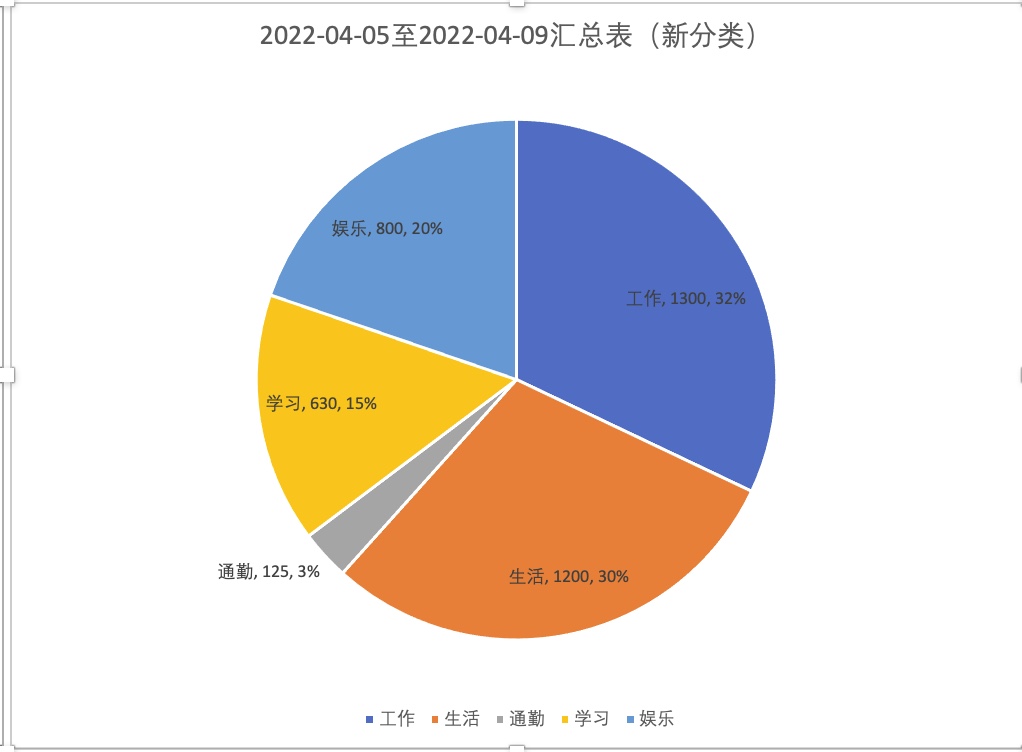 2022-04-05至2022-04-09汇总表（新分类）
娱乐, 800, 20%
工作, 1300, 32%
学习, 630, 15%
通勤, 125, 3%
生活, 1200, 30%
工作 生活 通勤 学习 娱乐